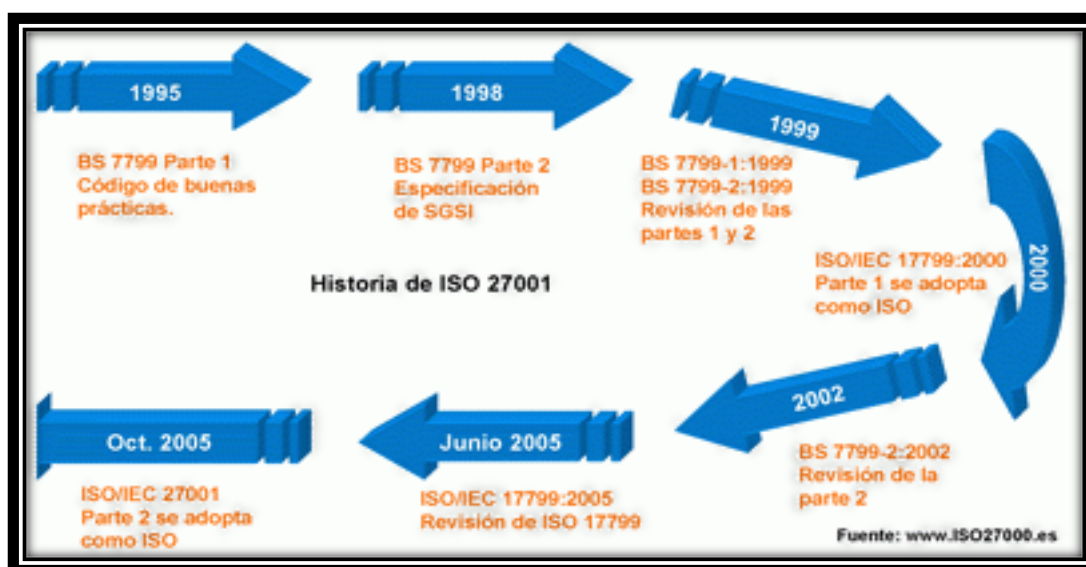 1995
BS 7799 Parte 1
Código de buenas
prácticas.
1998
BS 7799 Parte 2
Especificación
de SGSI
1999
BS 7799-1:1999
BS 7799-2:1999
Revisión de las
partes 1 y 2
2000
ISO/IEC 17799:2000
Parte 1 se adopta
como ISO
Historia de ISO 27001
2002
BS 7799-2:2002
Revisión de la
parte 2
Junio 2005
ISO/IEC 17799:2005
Revisión de ISO 17799
Oct. 2005
ISO/IEC 27001
Parte 2 se adopta
como ISO
Fuente: www.ISO27000.es